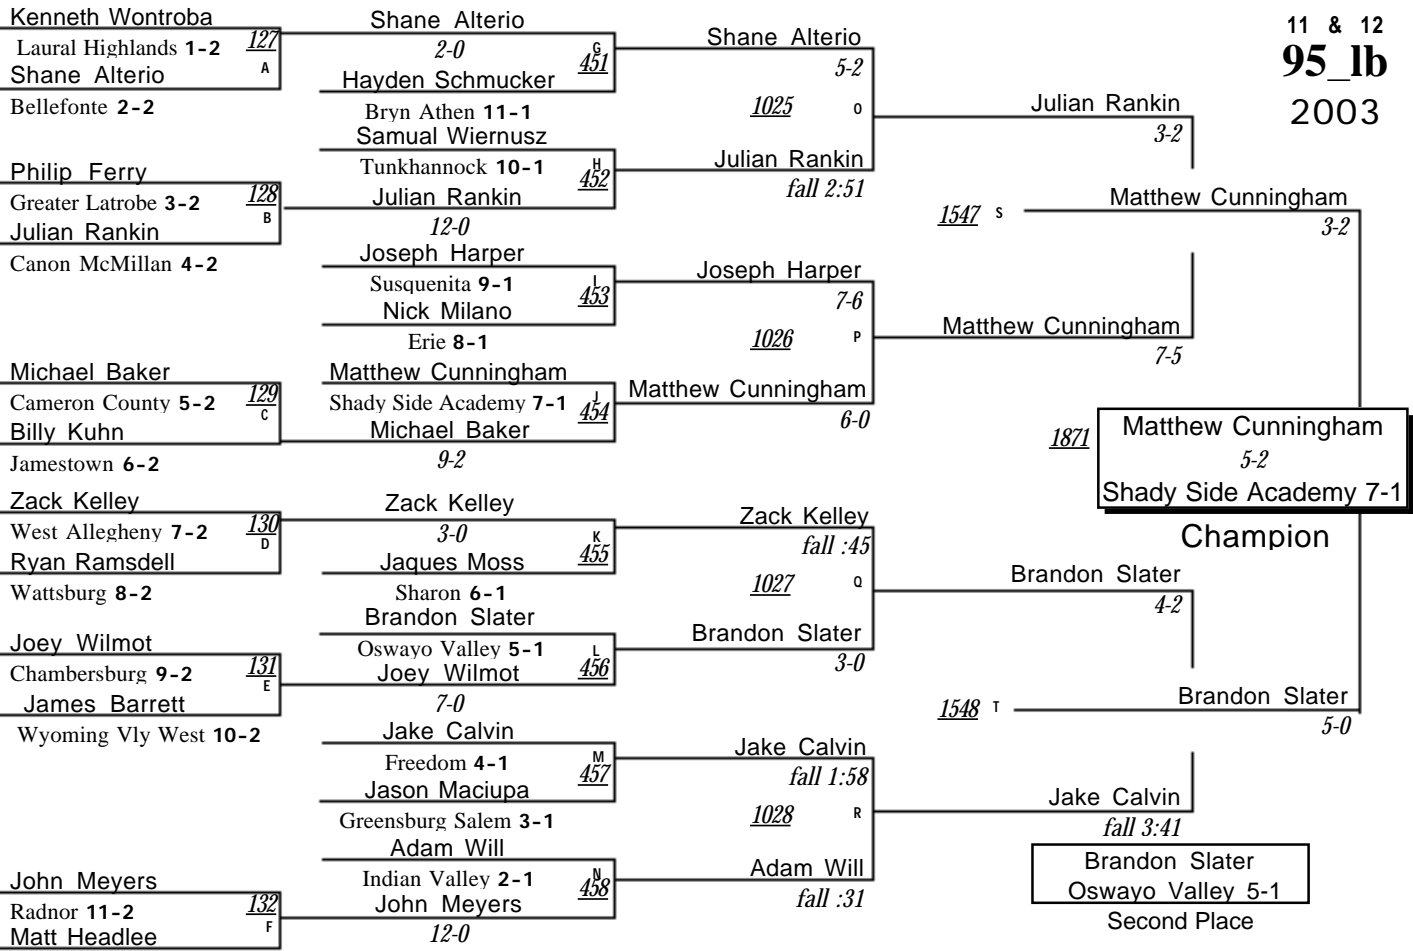 11 & 12
95_lb
2003
Kenneth Wontroba
Laural Highlands 1-2
127
A
Shane Alterio
Bellefonte 2-2
Philip Ferry
Greater Latrobe 3-2
128
B
Julian Rankin
Canon McMillan 4-2
Michael Baker
Cameron County 5-2
129
C
Billy Kuhn
Jamestown 6-2
Zack Kelley
West Allegheny 7-2
130
D
Ryan Ramsdell
Wattsburg 8-2
Joey Wilmot
Chambersburg 9-2
131
E
James Barrett
Wyoming Vly West 10-2
John Meyers
Radnor 11-2
132
F
Matt Headlee
Shane Alterio
2-0
G
451
Hayden Schmucker
Bryn Athen 11-1
Samual Wiernusz
Tunkhannock 10-1
H
452
Julian Rankin
12-0
Joseph Harper
Susquenita 9-1
I
453
Nick Milano
Erie 8-1
Matthew Cunningham
Shady Side Academy 7-1
J
454
Michael Baker
9-2
Zack Kelley
3-0
K
455
Jaques Moss
Sharon 6-1
Brandon Slater
Oswayo Valley 5-1
L
456
Joey Wilmot
7-0
Jake Calvin
Freedom 4-1
M
457
Jason Maciupa
Greensburg Salem 3-1
Adam Will
Indian Valley 2-1
N
458
John Meyers
12-0
Shane Alterio
5-2
1025 O
Julian Rankin
fall 2:51
Joseph Harper
7-6
1026 P
Matthew Cunningham
6-0
Zack Kelley
fall :45
1027 Q
Brandon Slater
3-0
Jake Calvin
fall 1:58
1028 R
Adam Will
fall :31
Julian Rankin
3-2
1547 S
Matthew Cunningham
7-5
Brandon Slater
4-2
1548 T
Jake Calvin
fall 3:41
Matthew Cunningham
3-2
1871
Matthew Cunningham
5-2
Shady Side Academy 7-1
Champion
Brandon Slater
5-0
Brandon Slater
Oswayo Valley 5-1
Second Place